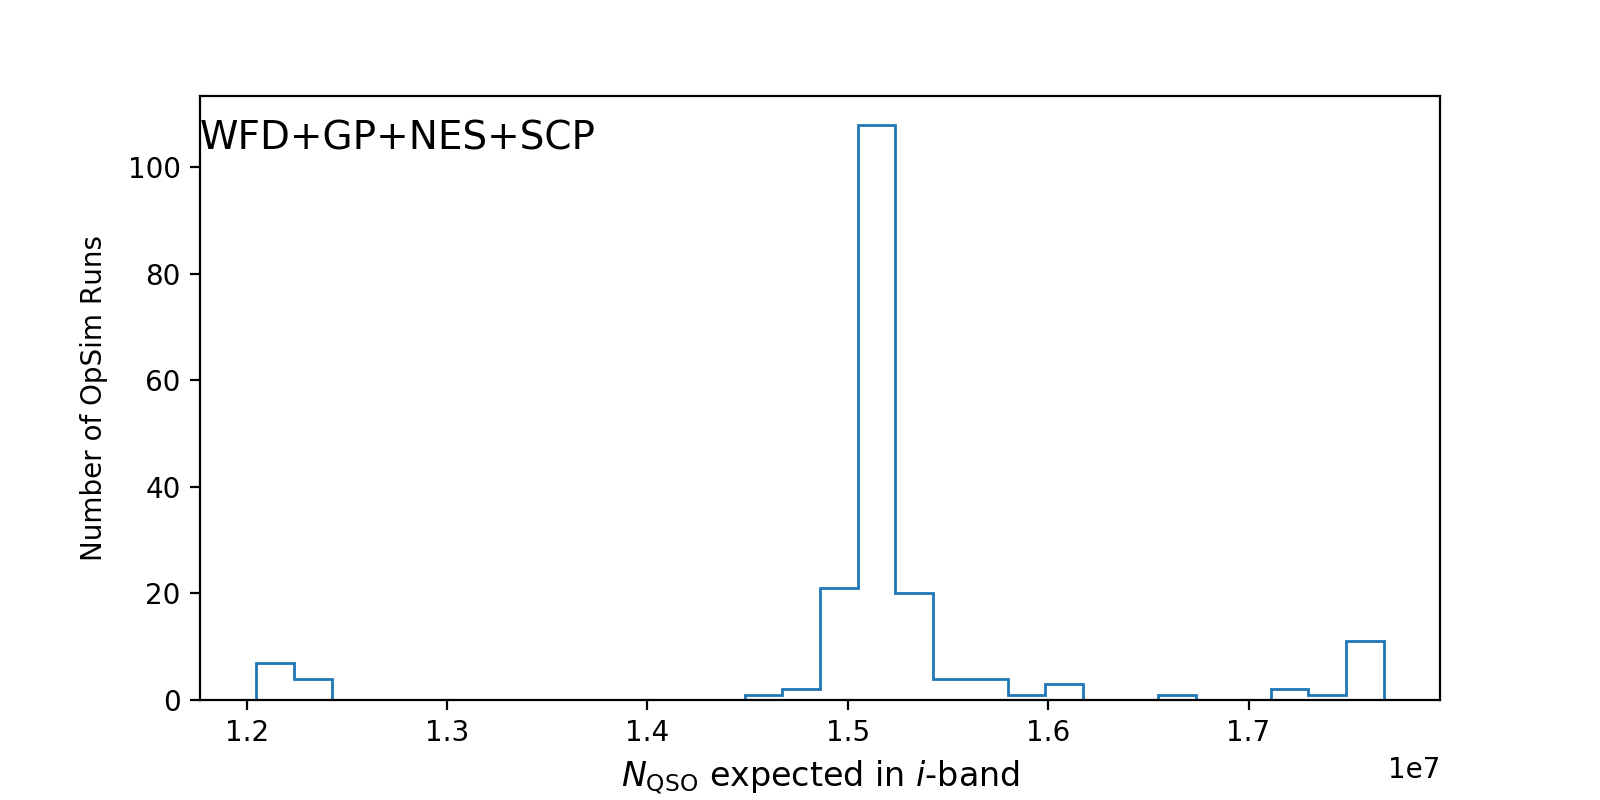 WFD+GP+NES+SCP
100
80
60
40
20
0
Number of OpSim Runs
1.2 1.3 1.4 1.5 1.6 1.7
1e7
N_QSO expected in i-band